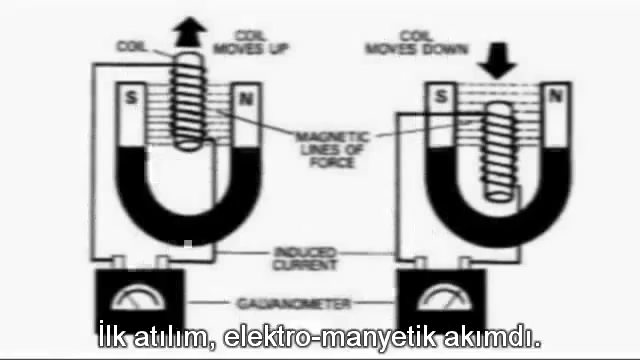 COIL
COIL
MOVES UP
COIL
MOVES DOWN
S
N
S
N
MAGNETIC
LINES OF
FORCE
INDUCED
CURRENT
GALVANOMETER
İlk atılım, elektro-manyetik akımdı.